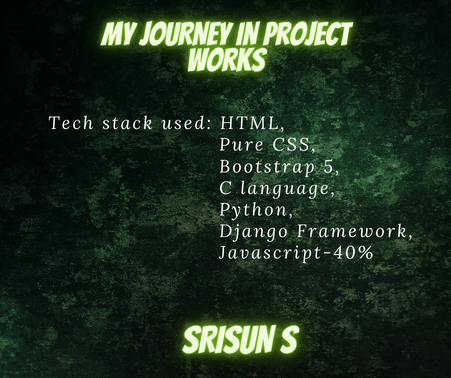 MY JOURNEY IN PROJECT
WORKS
Tech stack used: HTML,
Pure CSS,
Bootstrap 5,
C language,
Python,
Django Framework,
Javascript-40%
SRISUN S